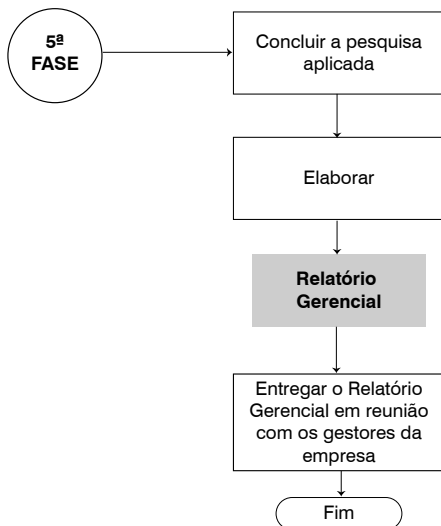 5ª
FASE
Concluir a pesquisa
aplicada
Elaborar
Relatório
Gerencial
Entregar o Relatório
Gerencial em reunião
com os gestores da
empresa
Fim